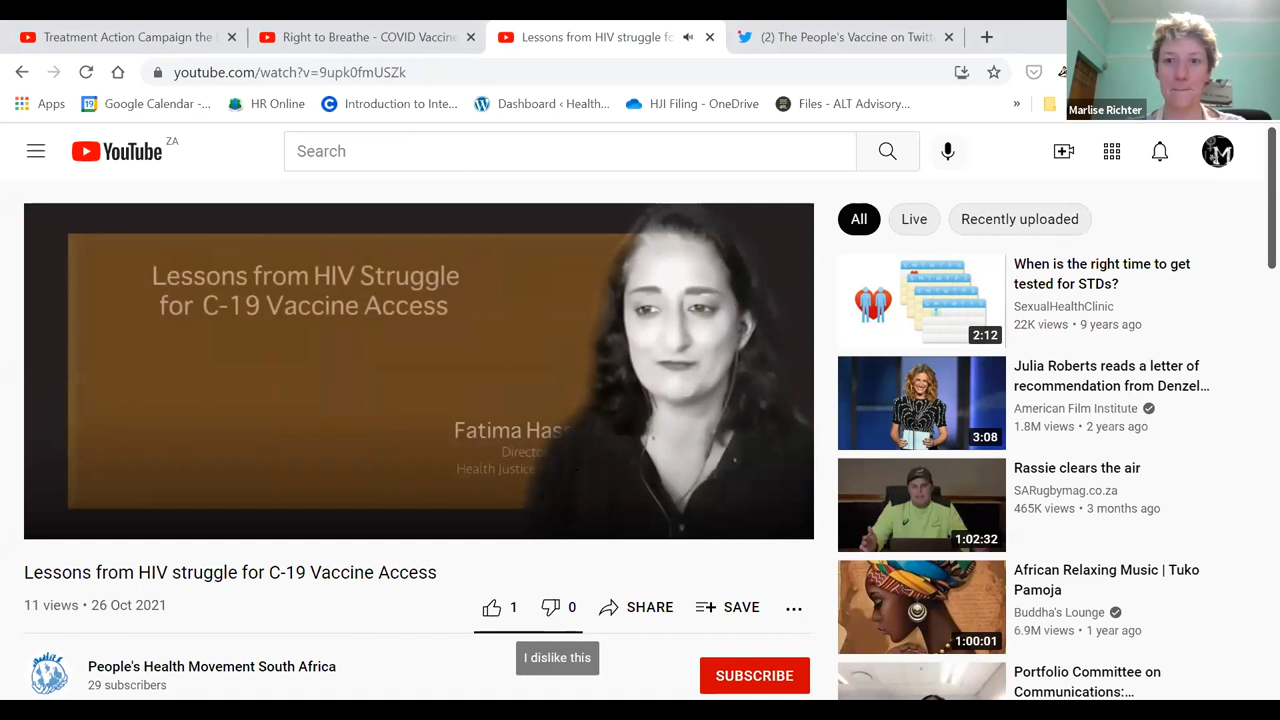 Treatment Action Campaign the
Right to Breathe - COVID Vaccine
Lessons from HIV struggle fo
(2) The People's Vaccine on Twitt
youtube.com/watch?v=9upk0fmUSZk
Apps
Google Calendar -...
HR Online
Introduction to Inte...
Dashboard ‹ Health...
HJI Filing - OneDrive
Files - ALT Advisory...
»
Marlise Richter
YouTube ZA
Search
Lessons from HIV Struggle
for C-19 Vaccine Access
Fatima Hass
Direct
Health Justice
All
Live
Recently uploaded
When is the right time to get
tested for STDs?
SexualHealthClinic
22K views • 9 years ago
2:12
Julia Roberts reads a letter of
recommendation from Denzel...
American Film Institute
1.8M views • 2 years ago
3:08
Rassie clears the air
SARugbymag.co.za
465K views • 3 months ago
1:02:32
African Relaxing Music | Tuko
Pamoja
Buddha's Lounge
6.9M views • 1 year ago
1:00:01
Portfolio Committee on
Communications:...
Lessons from HIV struggle for C-19 Vaccine Access
11 views • 26 Oct 2021
1
0
SHARE
SAVE
...
I dislike this
People's Health Movement South Africa
29 subscribers
SUBSCRIBE